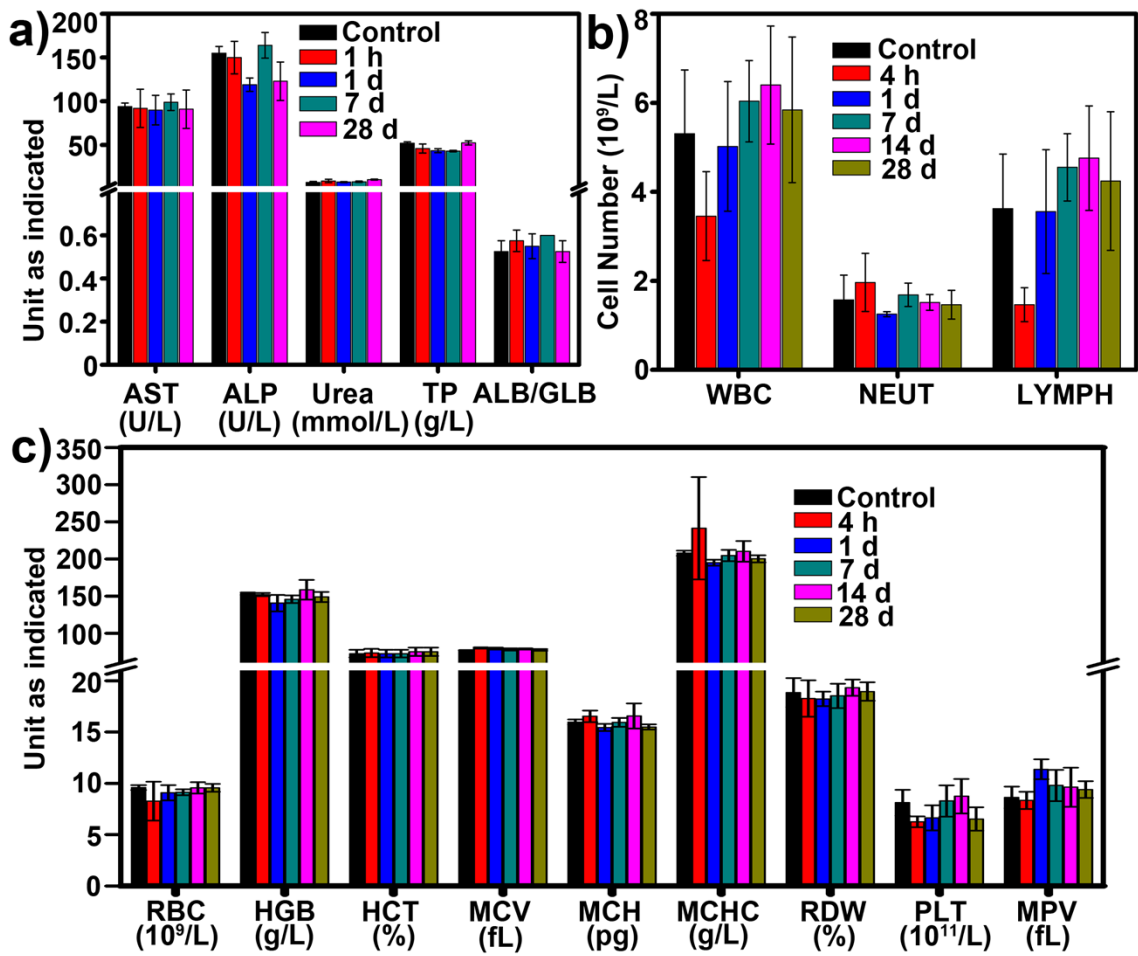 a)
200
150
100
50
0.6
0.4
0.2
0
Unit as indicated
Control
1 h
1 d
7 d
28 d
AST
(U/L)
ALP
(U/L)
Urea
(mmol/L)
TP
(g/L)
ALB/GLB
b)
8
6
4
2
0
Cell Number (10⁹/L)
Control
4 h
1 d
7 d
14 d
28 d
WBC
NEUT
LYMPH
c)
350
300
250
200
150
100
20
15
10
5
0
Unit as indicated
Control
4 h
1 d
7 d
14 d
28 d
RBC
(10⁹/L)
HGB
(g/L)
HCT
(%)
MCV
(fL)
MCH
(pg)
MCHC
(g/L)
RDW
(%)
PLT
(10¹¹/L)
MPV
(fL)